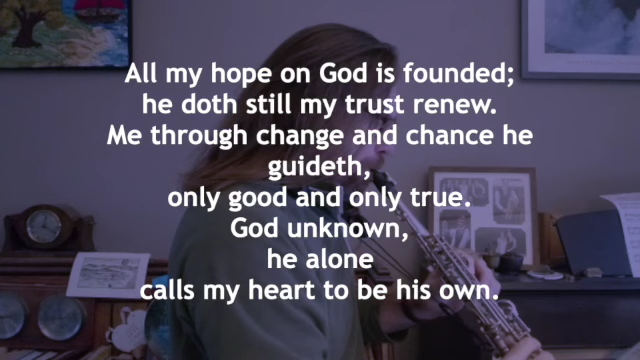 All my hope on God is founded;
he doth still my trust renew.
Me through change and chance he
guideth,
only good and only true.
God unknown,
he alone
calls my heart to be his own.